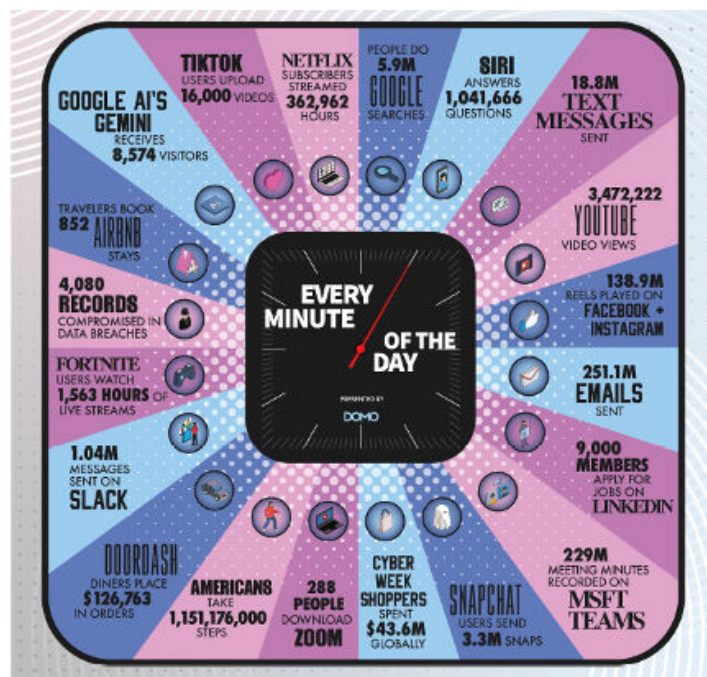 EVERY
MINUTE
OF THE
DAY
PRESENTED BY
DOMO
PEOPLE DO
5.9M
GOOGLE
SEARCHES
SIRI
ANSWERS
1,041,666
QUESTIONS
18.8M
TEXT
MESSAGES
SENT
3,472,222
YOUTUBE
VIDEO VIEWS
138.9M
REELS PLAYED ON
FACEBOOK +
INSTAGRAM
251.1M
EMAILS
SENT
9,000
MEMBERS
APPLY FOR
JOBS ON
LINKEDIN
229M
MEETING MINUTES
RECORDED ON
MSFT
TEAMS
SNAPCHAT
USERS SEND
3.3M SNAPS
CYBER
WEEK
SHOPPERS
SPENT
$43.6M
GLOBALLY
288
PEOPLE
DOWNLOAD
ZOOM
AMERICANS
TAKE
1,151,176,000
STEPS
DOORDASH
DINERS PLACE
$126,763
IN ORDERS
1.04M
MESSAGES
SENT ON
SLACK
FORTNITE
USERS WATCH
1,563 HOURS OF
LIVE STREAMS
4,080
RECORDS
COMPROMISED IN
DATA BREACHES
TRAVELERS BOOK
852 AIRBNB
STAYS
GOOGLE AI'S
GEMINI
RECEIVES
8,574 VISITORS
TIKTOK
USERS UPLOAD
16,000 VIDEOS
NETFLIX
SUBSCRIBERS
STREAMED
362,962
HOURS